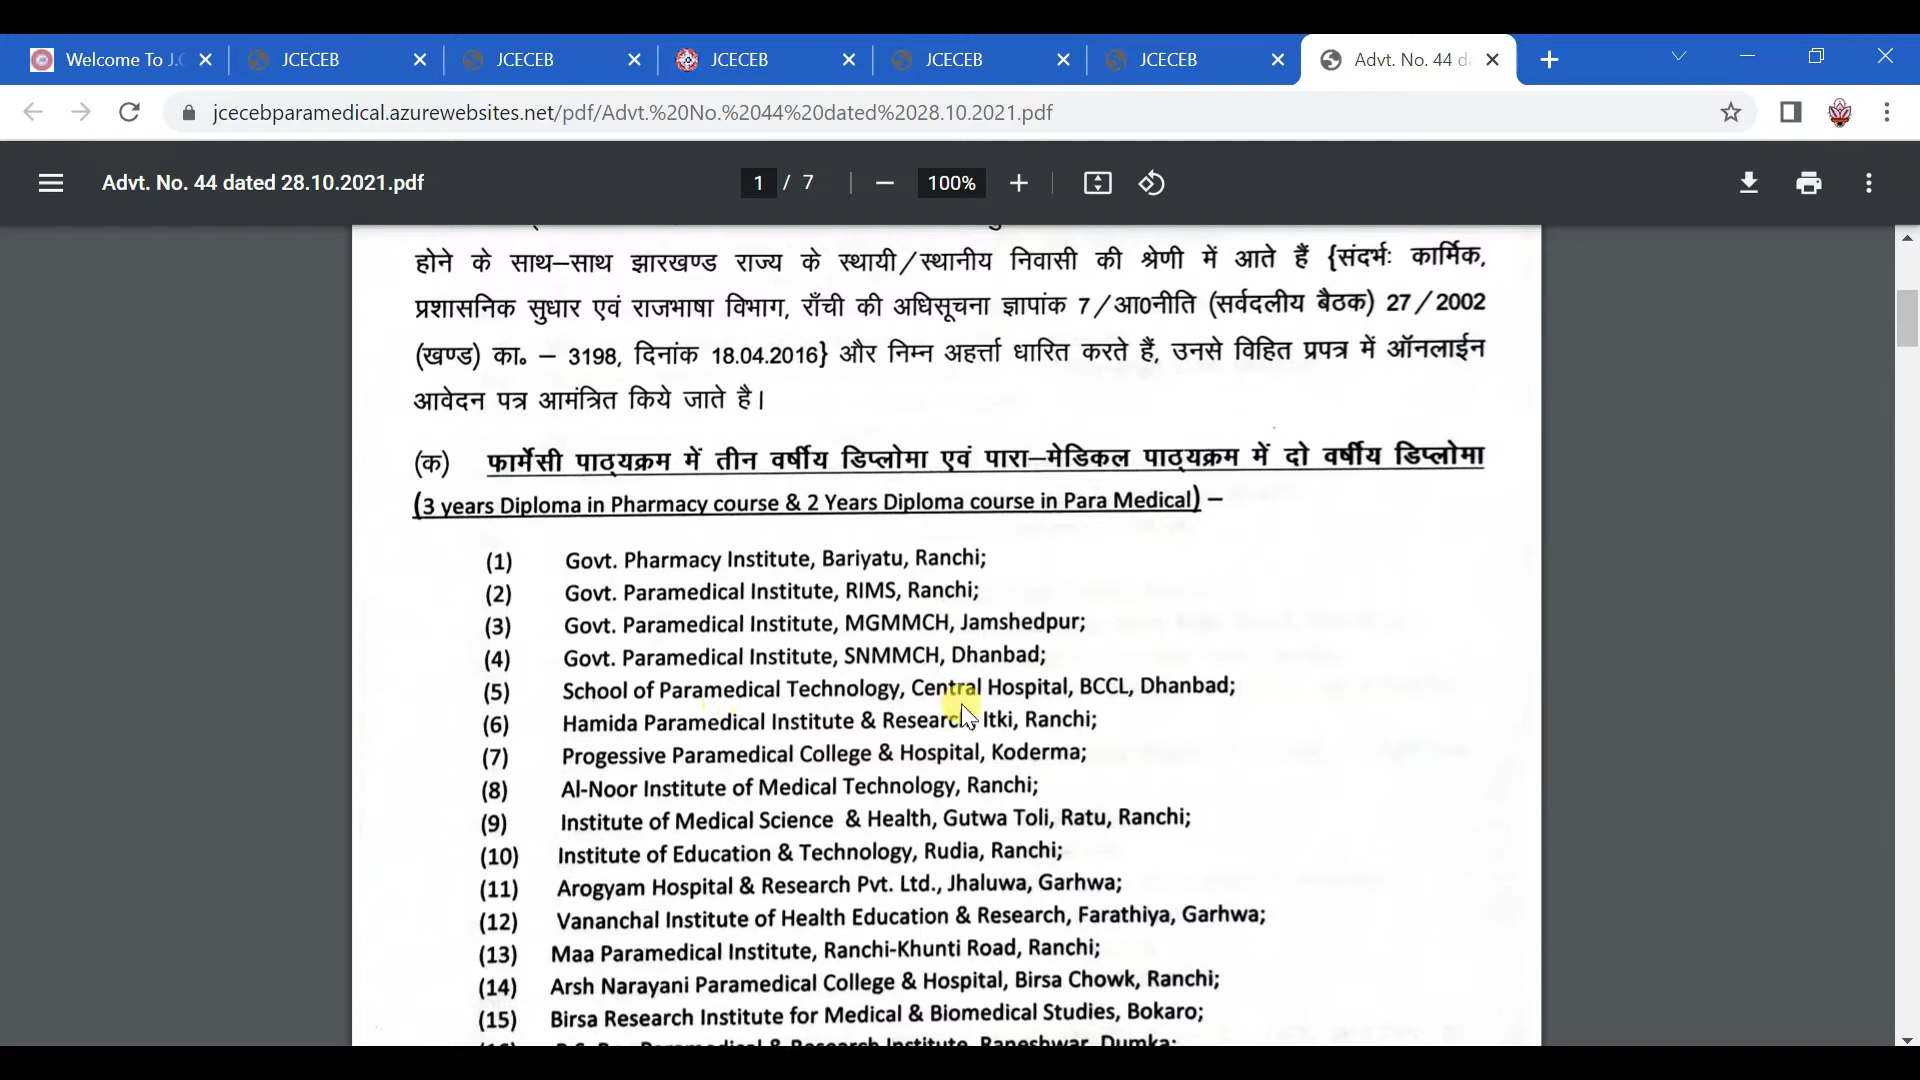 Welcome To J.C
JCECEB
JCECEB
JCECEB
JCECEB
JCECEB
Advt. No. 44 da
jcecebparamedical.azurewebsites.net/pdf/Advt.%20No.%2044%20dated%2028.10.2021.pdf
Advt. No. 44 dated 28.10.2021.pdf
1 / 7
100%
होने के साथ–साथ झारखण्ड राज्य के स्थायी/स्थानीय निवासी की श्रेणी में आते हैं {संदर्भः कार्मिक,
प्रशासनिक सुधार एवं राजभाषा विभाग, राँची की अधिसूचना ज्ञापांक 7/आ0नीति (सर्वदलीय बैठक) 27/2002
(खण्ड) का॰ – 3198, दिनांक 18.04.2016} और निम्न अहर्त्ता धारित करते हैं, उनसे विहित प्रपत्र में ऑनलाईन
आवेदन पत्र आमंत्रित किये जाते है।
(क) फार्मेसी पाठ्यक्रम में तीन वर्षीय डिप्लोमा एवं पारा–मेडिकल पाठ्यक्रम में दो वर्षीय डिप्लोमा
(3 years Diploma in Pharmacy course & 2 Years Diploma course in Para Medical) –
(1) Govt. Pharmacy Institute, Bariyatu, Ranchi;
(2) Govt. Paramedical Institute, RIMS, Ranchi;
(3) Govt. Paramedical Institute, MGMMCH, Jamshedpur;
(4) Govt. Paramedical Institute, SNMMCH, Dhanbad;
(5) School of Paramedical Technology, Central Hospital, BCCL, Dhanbad;
(6) Hamida Paramedical Institute & Research, Itki, Ranchi;
(7) Progessive Paramedical College & Hospital, Koderma;
(8) Al-Noor Institute of Medical Technology, Ranchi;
(9) Institute of Medical Science & Health, Gutwa Toli, Ratu, Ranchi;
(10) Institute of Education & Technology, Rudia, Ranchi;
(11) Arogyam Hospital & Research Pvt. Ltd., Jhaluwa, Garhwa;
(12) Vananchal Institute of Health Education & Research, Farathiya, Garhwa;
(13) Maa Paramedical Institute, Ranchi-Khunti Road, Ranchi;
(14) Arsh Narayani Paramedical College & Hospital, Birsa Chowk, Ranchi;
(15) Birsa Research Institute for Medical & Biomedical Studies, Bokaro;
Paramedical & Research Institute, Raneshwar, Dumka;